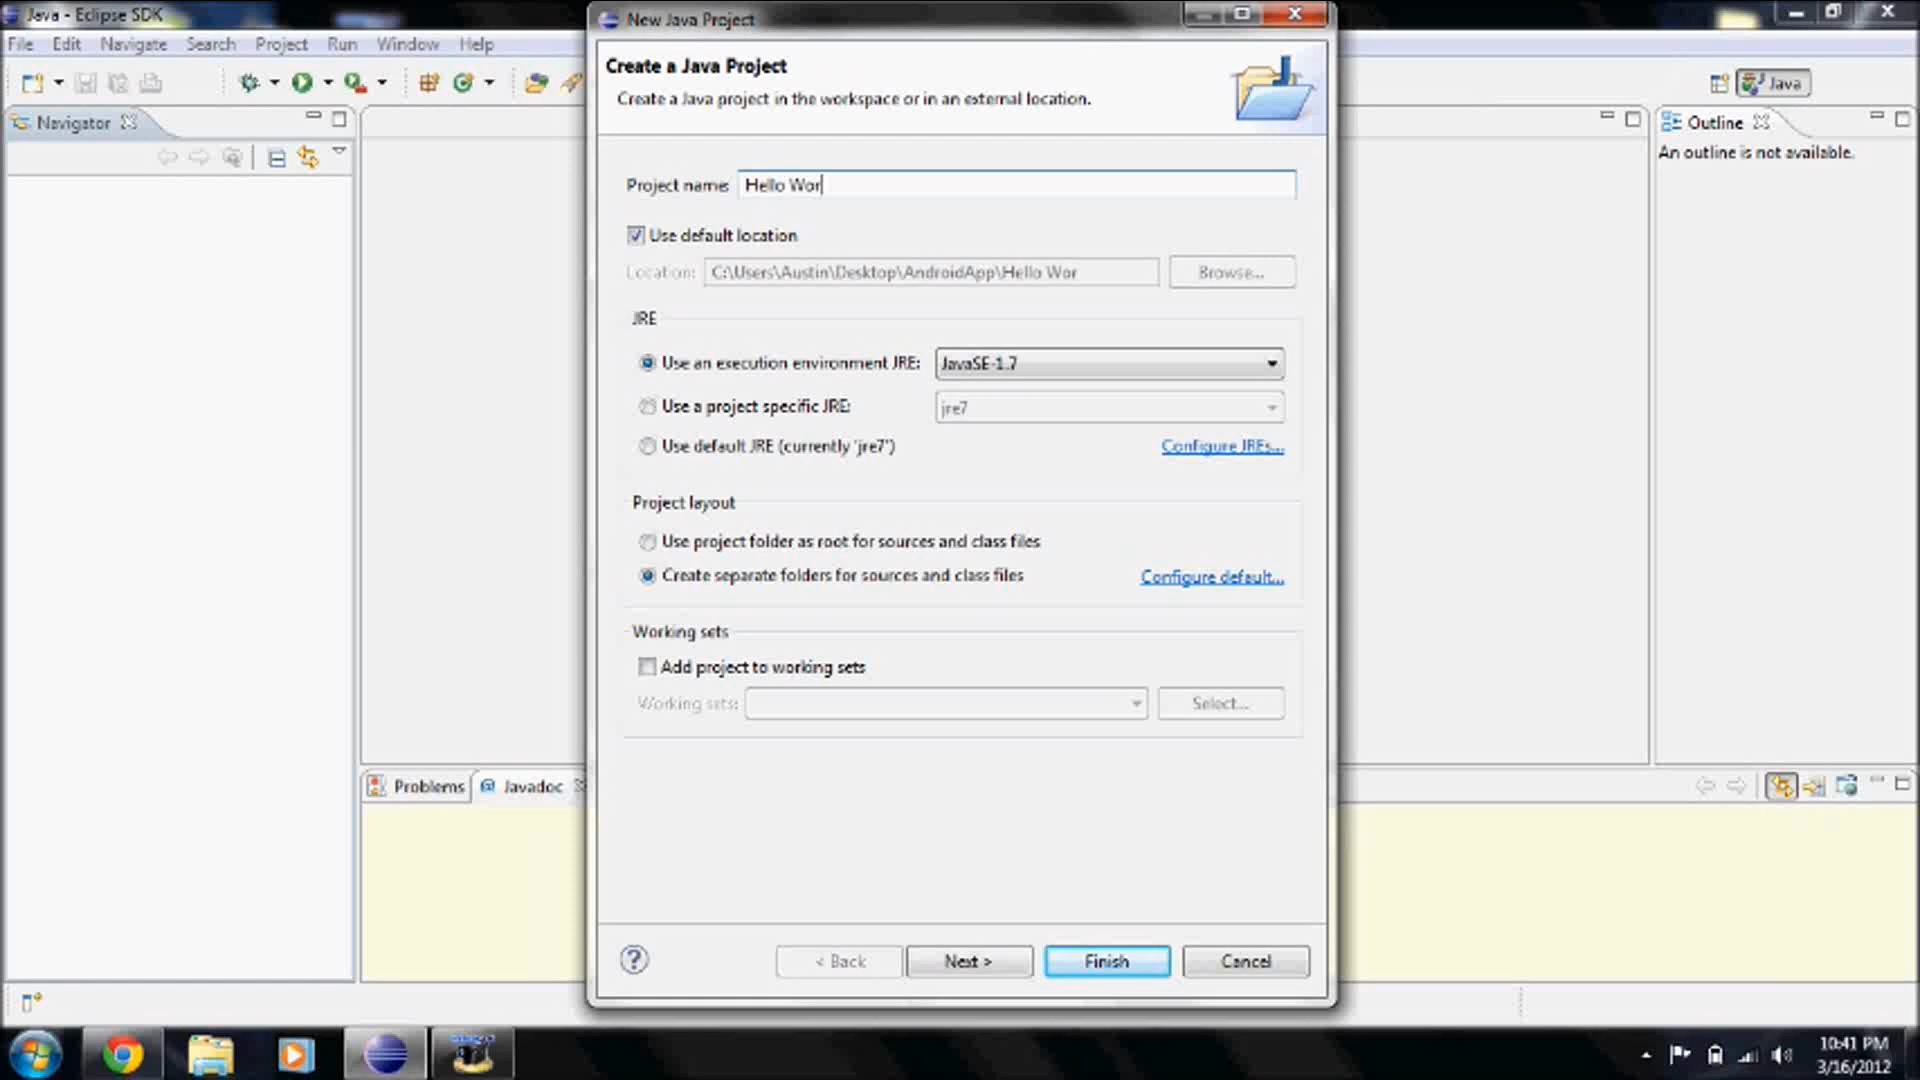 Java - Eclipse SDK
File Edit Navigate Search Project Run Window Help
Java
Navigator
Outline
An outline is not available.
New Java Project
Create a Java Project
Create a Java project in the workspace or in an external location.
Project name: Hello Wor
Use default location
Location: C:\Users\Austin\Desktop\AndroidApp\Hello Wor Browse...
JRE
Use an execution environment JRE: JavaSE-1.7
Use a project specific JRE: jre7
Use default JRE (currently 'jre7') Configure JREs...
Project layout
Use project folder as root for sources and class files
Create separate folders for sources and class files Configure default...
Working sets
Add project to working sets
Working sets: Select...
Problems @ Javadoc
? < Back Next > Finish Cancel
10:41 PM
3/16/2012